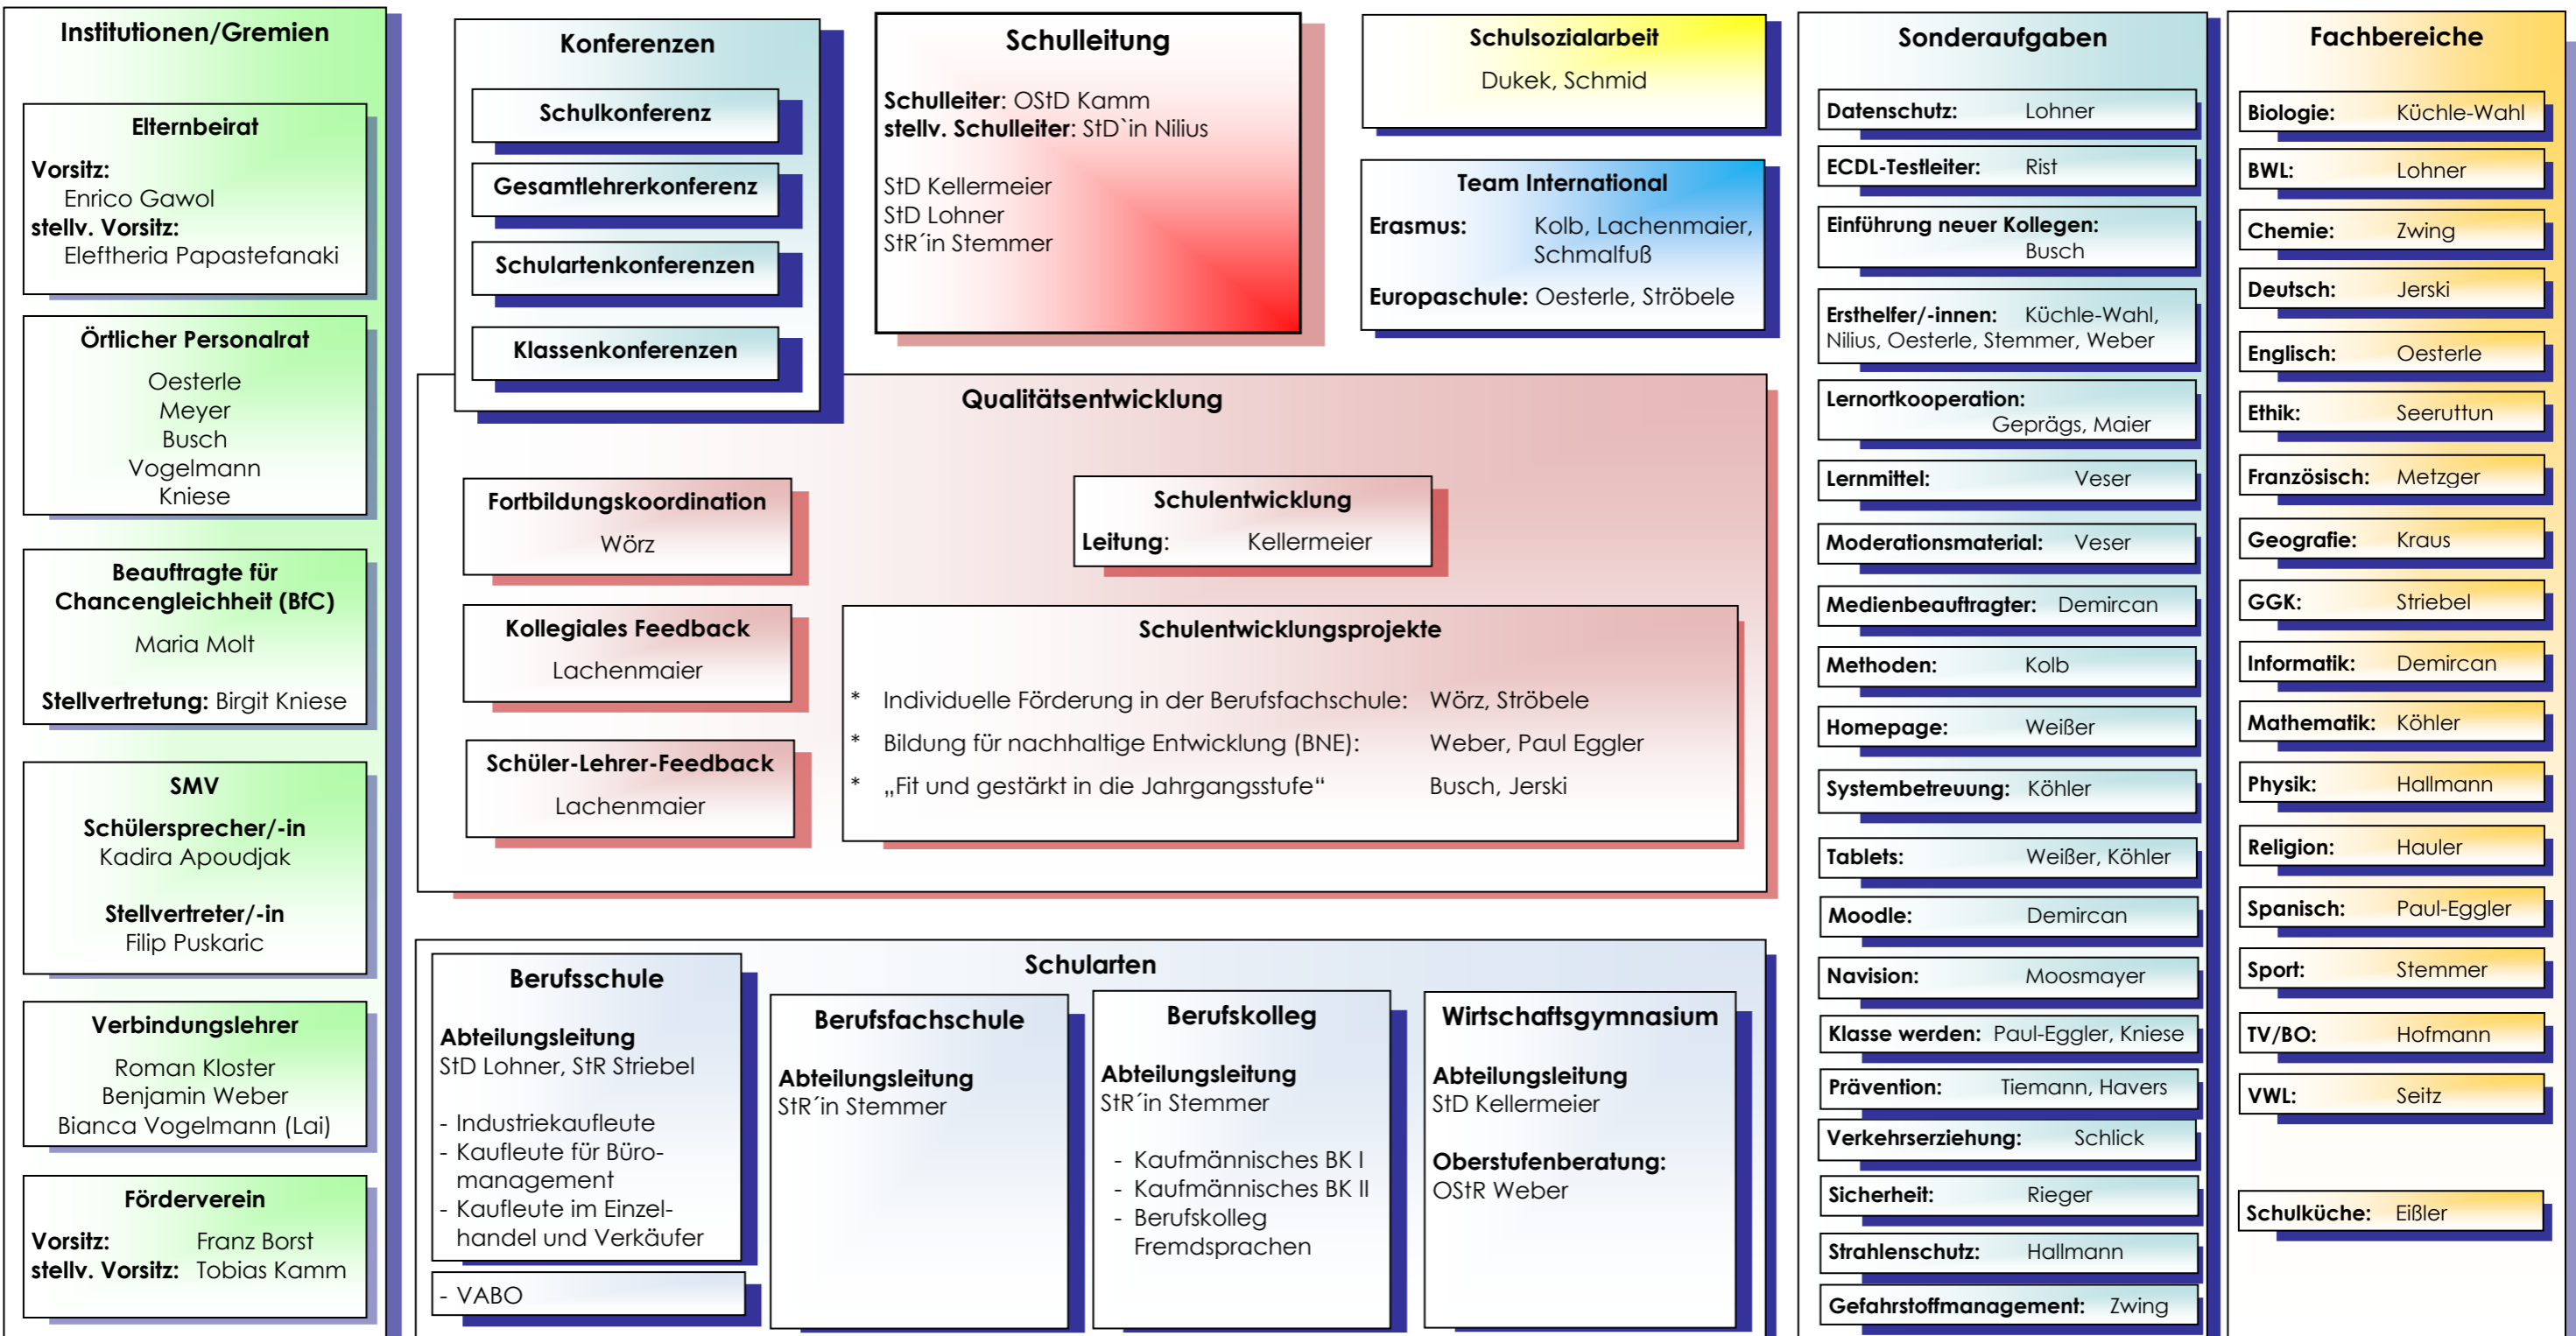 Institutionen/Gremien
Elternbeirat
Vorsitz:
Enrico Gawol
stellv. Vorsitz:
Eleftheria Papastefanaki
Örtlicher Personalrat
Oesterle
Meyer
Busch
Vogelmann
Kniese
Beauftragte für
Chancengleichheit (BfC)
Maria Molt
Stellvertretung: Birgit Kniese
SMV
Schülersprecher/-in
Kadira Apoudjak
Stellvertreter/-in
Filip Puskaric
Verbindungslehrer
Roman Kloster
Benjamin Weber
Bianca Vogelmann (Lai)
Förderverein
Vorsitz: Franz Borst
stellv. Vorsitz: Tobias Kamm
Konferenzen
Schulkonferenz
Gesamtlehrerkonferenz
Schulartenkonferenzen
Klassenkonferenzen
Schulleitung
Schulleiter: OStD Kamm
stellv. Schulleiter: StD`in Nilius
StD Kellermeier
StD Lohner
StR´in Stemmer
Schulsozialarbeit
Dukek, Schmid
Team International
Erasmus: Kolb, Lachenmaier,
Schmalfuß
Europaschule: Oesterle, Ströbele
Qualitätsentwicklung
Fortbildungskoordination
Wörz
Kollegiales Feedback
Lachenmaier
Schüler-Lehrer-Feedback
Lachenmaier
Schulentwicklung
Leitung: Kellermeier
Schulentwicklungsprojekte
* Individuelle Förderung in der Berufsfachschule: Wörz, Ströbele
* Bildung für nachhaltige Entwicklung (BNE): Weber, Paul Eggler
* „Fit und gestärkt in die Jahrgangsstufe“ Busch, Jerski
Schularten
Berufsschule
Abteilungsleitung
StD Lohner, StR Striebel
- Industriekaufleute
- Kaufleute für Büro-
management
- Kaufleute im Einzel-
handel und Verkäufer
- VABO
Berufsfachschule
Abteilungsleitung
StR´in Stemmer
Berufskolleg
Abteilungsleitung
StR´in Stemmer
- Kaufmännisches BK I
- Kaufmännisches BK II
- Berufskolleg
Fremdsprachen
Wirtschaftsgymnasium
Abteilungsleitung
StD Kellermeier
Oberstufenberatung:
OStR Weber
Sonderaufgaben
Datenschutz: Lohner
ECDL-Testleiter: Rist
Einführung neuer Kollegen:
Busch
Ersthelfer/-innen: Küchle-Wahl,
Nilius, Oesterle, Stemmer, Weber
Lernortkooperation:
Geprägs, Maier
Lernmittel: Veser
Moderationsmaterial: Veser
Medienbeauftragter: Demircan
Methoden: Kolb
Homepage: Weißer
Systembetreuung: Köhler
Tablets: Weißer, Köhler
Moodle: Demircan
Navision: Moosmayer
Klasse werden: Paul-Eggler, Kniese
Prävention: Tiemann, Havers
Verkehrserziehung: Schlick
Sicherheit: Rieger
Strahlenschutz: Hallmann
Gefahrstoffmanagement: Zwing
Fachbereiche
Biologie: Küchle-Wahl
BWL: Lohner
Chemie: Zwing
Deutsch: Jerski
Englisch: Oesterle
Ethik: Seeruttun
Französisch: Metzger
Geografie: Kraus
GGK: Striebel
Informatik: Demircan
Mathematik: Köhler
Physik: Hallmann
Religion: Hauler
Spanisch: Paul-Eggler
Sport: Stemmer
TV/BO: Hofmann
VWL: Seitz
Schulküche: Eißler